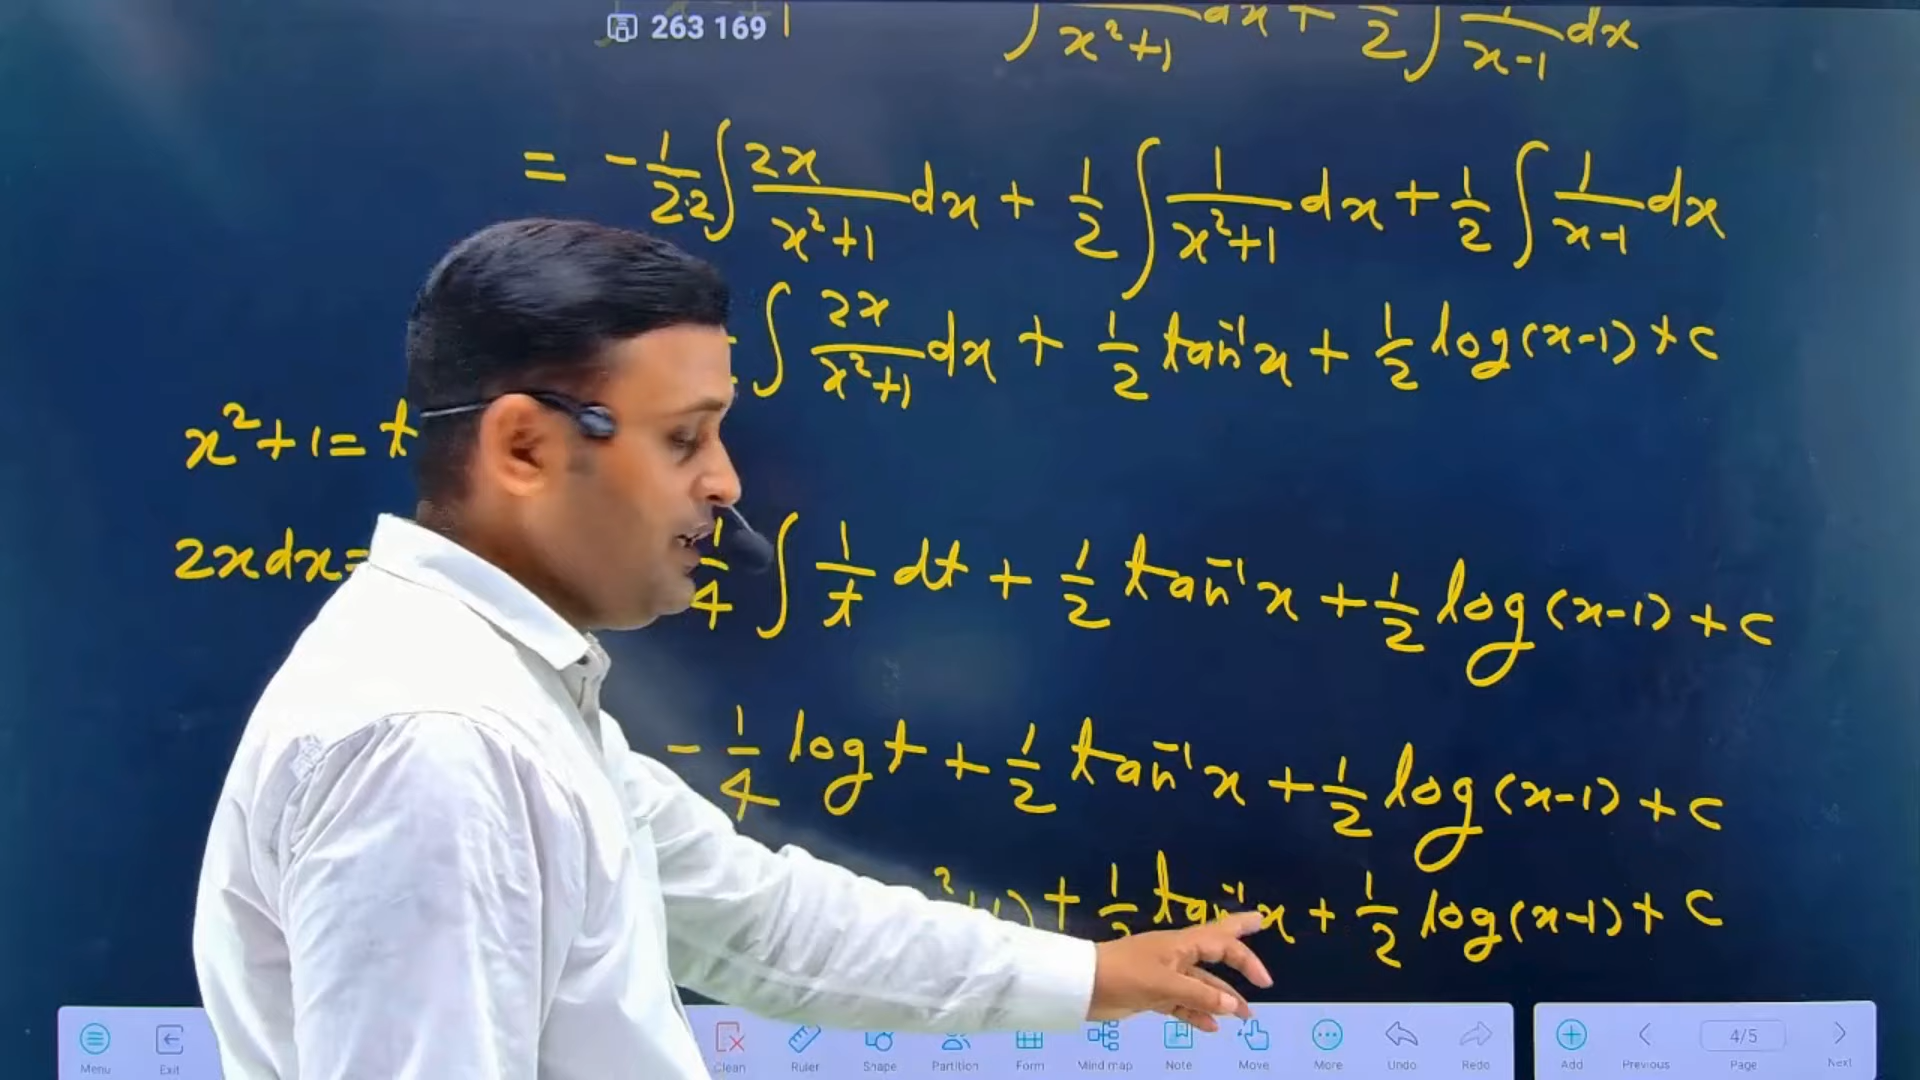 263 169
x²+1 dx + 1/2 ∫ 1/(x-1) dx
= -1/2·2 ∫ 2x/(x²+1) dx + 1/2 ∫ 1/(x²+1) dx + 1/2 ∫ 1/(x-1) dx
∫ 2x/(x²+1) dx + 1/2 tan⁻¹x + 1/2 log(x-1) + c
x²+1 = t
2xdx =
1/4 ∫ 1/t dt + 1/2 tan⁻¹x + 1/2 log(x-1) + c
-1/4 log t + 1/2 tan⁻¹x + 1/2 log(x-1) + c
²+1) + 1/2 tan⁻¹x + 1/2 log(x-1) + c
Menu Exit Clean Ruler Shape Partition Form Mind map Note Move More Undo Redo Add Previous 4/5 Page Next